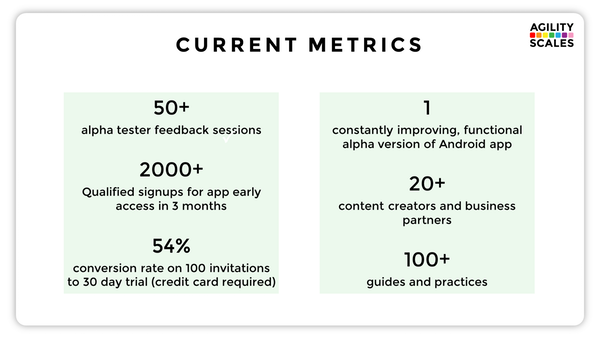 AGILITY
SCALES
CURRENT METRICS
50+
alpha tester feedback sessions
2000+
Qualified signups for app early
access in 3 months
54%
conversion rate on 100 invitations
to 30 day trial (credit card required)
1
constantly improving, functional
alpha version of Android app
20+
content creators and business
partners
100+
guides and practices